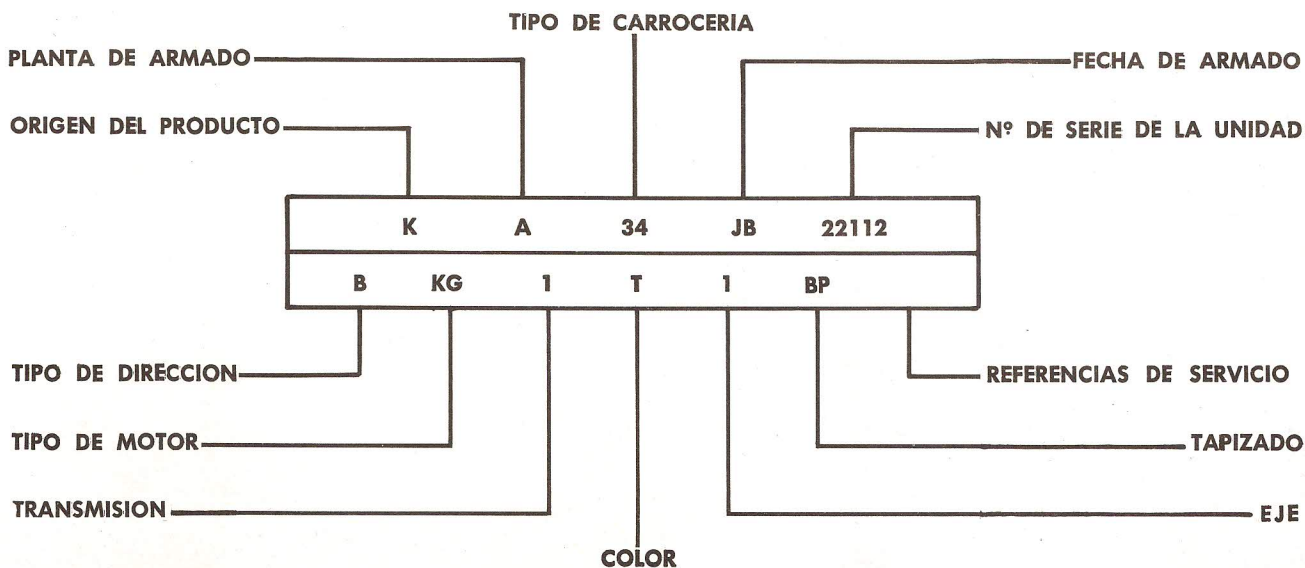 TIPO DE CARROCERIA
PLANTA DE ARMADO
FECHA DE ARMADO
ORIGEN DEL PRODUCTO
Nº DE SERIE DE LA UNIDAD
K A 34 JB 22112
B KG 1 T 1 BP
TIPO DE DIRECCION
REFERENCIAS DE SERVICIO
TIPO DE MOTOR
TAPIZADO
TRANSMISION
EJE
COLOR